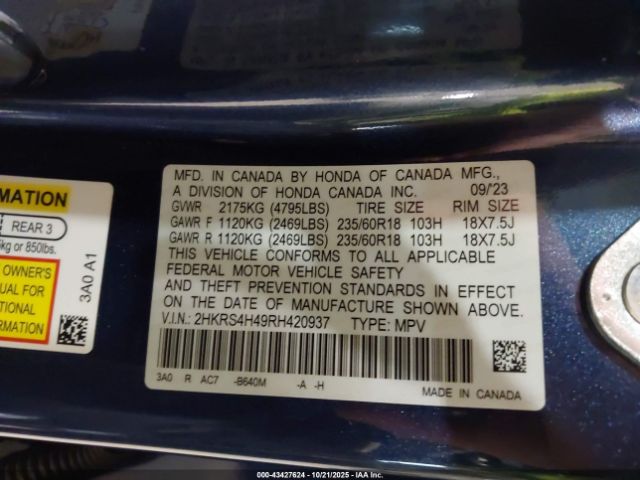 MFD. IN CANADA BY HONDA OF CANADA MFG.,
A DIVISION OF HONDA CANADA INC. 09/'23
GVWR 2175KG (4795LBS) TIRE SIZE RIM SIZE
GAWR F 1120KG (2469LBS) 235/60R18 103H 18X7.5J
GAWR R 1120KG (2469LBS) 235/60R18 103H 18X7.5J
THIS VEHICLE CONFORMS TO ALL APPLICABLE
FEDERAL MOTOR VEHICLE SAFETY
AND THEFT PREVENTION STANDARDS IN EFFECT
ON THE DATE OF MANUFACTURE SHOWN ABOVE.
V.I.N.: 2HKRS4H49RH420937 TYPE: MPV
3A0 R AC7 -B640M -A -H
MADE IN CANADA
RMATION
REAR 3
kg or 850lbs.
OWNER'S
UAL FOR
TIONAL
RMATION
3A0 A1
000-43427624 | 10/21/2025 | IAA Inc.